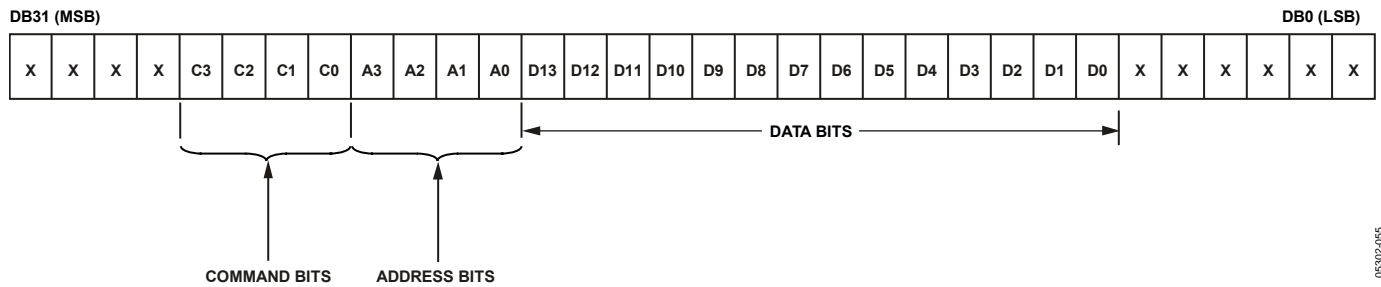 DB31 (MSB) DB0 (LSB)
X X X X C3 C2 C1 C0 A3 A2 A1 A0 D13 D12 D11 D10 D9 D8 D7 D6 D5 D4 D3 D2 D1 D0 X X X X X X
DATA BITS
COMMAND BITS ADDRESS BITS
05302-055